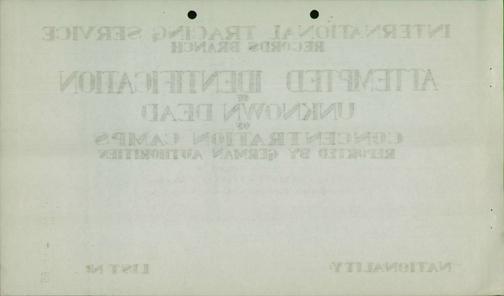 INTERNATIONAL TRACING SERVICE
RECORDS BRANCH
ATTEMPTED IDENTIFICATION
OF
UNKNOWN DEAD
OF
CONCENTRATION CAMPS
REPORTED BY GERMAN AUTHORITIES
NATIONALITY
LIST Nº